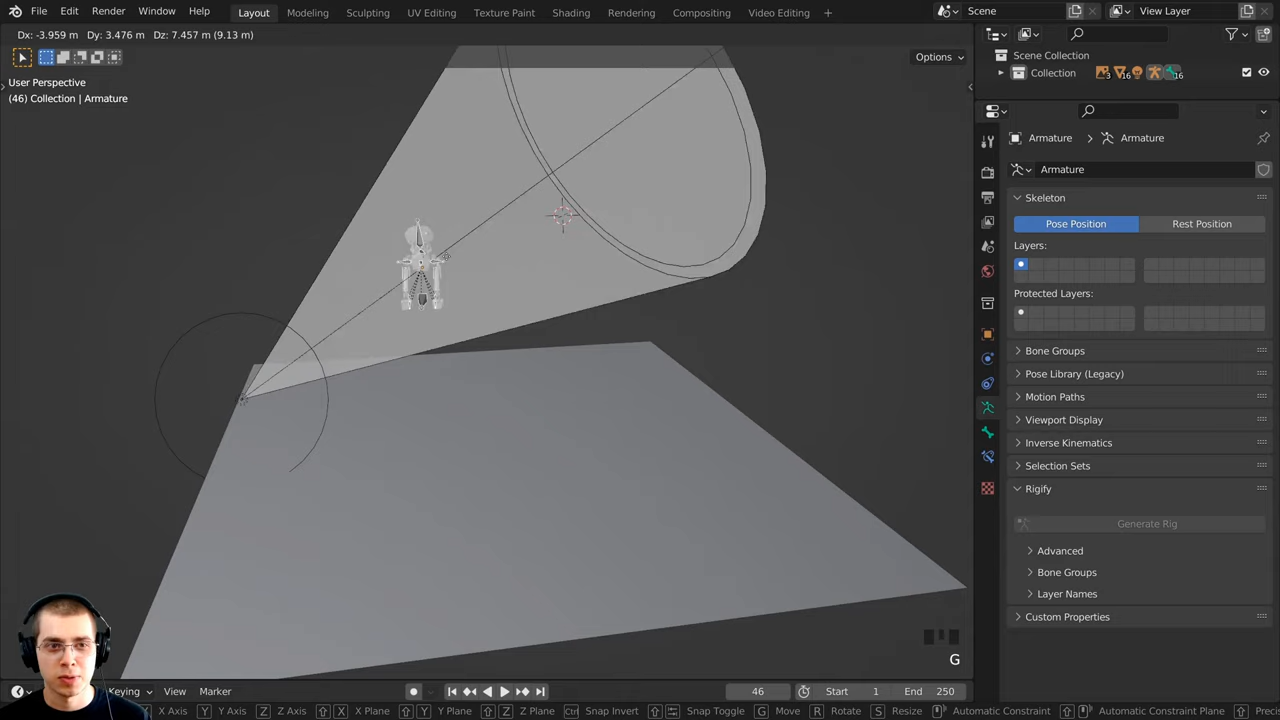 File Edit Render Window Help Layout Modeling Sculpting UV Editing Texture Paint Shading Rendering Compositing Video Editing + Scene View Layer
Dx: -3.959 m Dy: 3.476 m Dz: 7.457 m (9.13 m)
Options
User Perspective
(46) Collection | Armature
Scene Collection
Collection 3 16 16
Armature Armature
Armature
Skeleton
Pose Position Rest Position
Layers:
Protected Layers:
Bone Groups
Pose Library (Legacy)
Motion Paths
Viewport Display
Inverse Kinematics
Selection Sets
Rigify
Generate Rig
Advanced
Bone Groups
Layer Names
Custom Properties
G
Keying View Marker 46 Start 1 End 250
X Axis Y Y Axis Z Z Axis X X Plane Y Y Plane Z Z Plane Ctrl Snap Invert Snap Toggle G Move R Rotate S Resize Automatic Constraint Automatic Constraint Plane